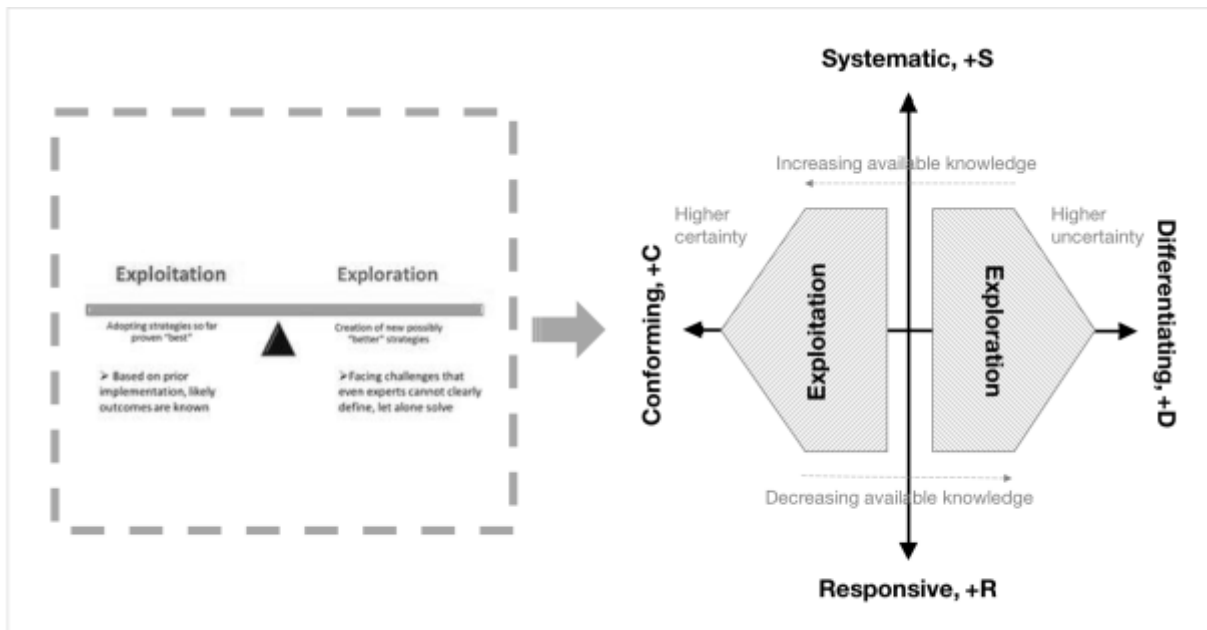 Exploitation
Exploration
Adopting strategies so far
proven "best"
Creation of new possibly
"better" strategies
➤ Based on prior
implementation, likely
outcomes are known
➤Facing challenges that
even experts cannot clearly
define, let alone solve
Systematic, +S
Increasing available knowledge
Higher
certainty
Higher
uncertainty
Conforming, +C
Exploitation
Exploration
Differentiating, +D
Decreasing available knowledge
Responsive, +R